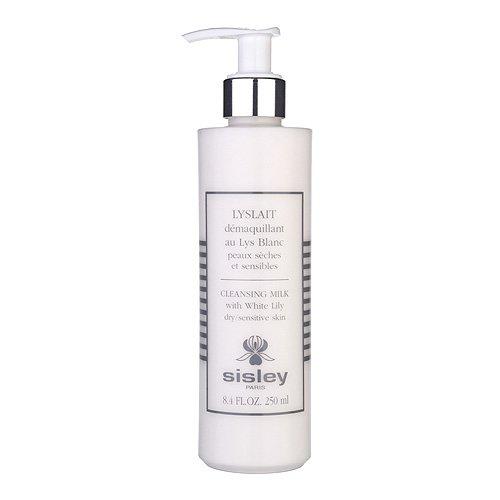 LYSLAIT
démaquillant
au Lys Blanc
peaux sèches
et sensibles
CLEANSING MILK
with White Lily
dry/sensitive skin
sisley
PARIS
8.4 FL.OZ. 250 ml